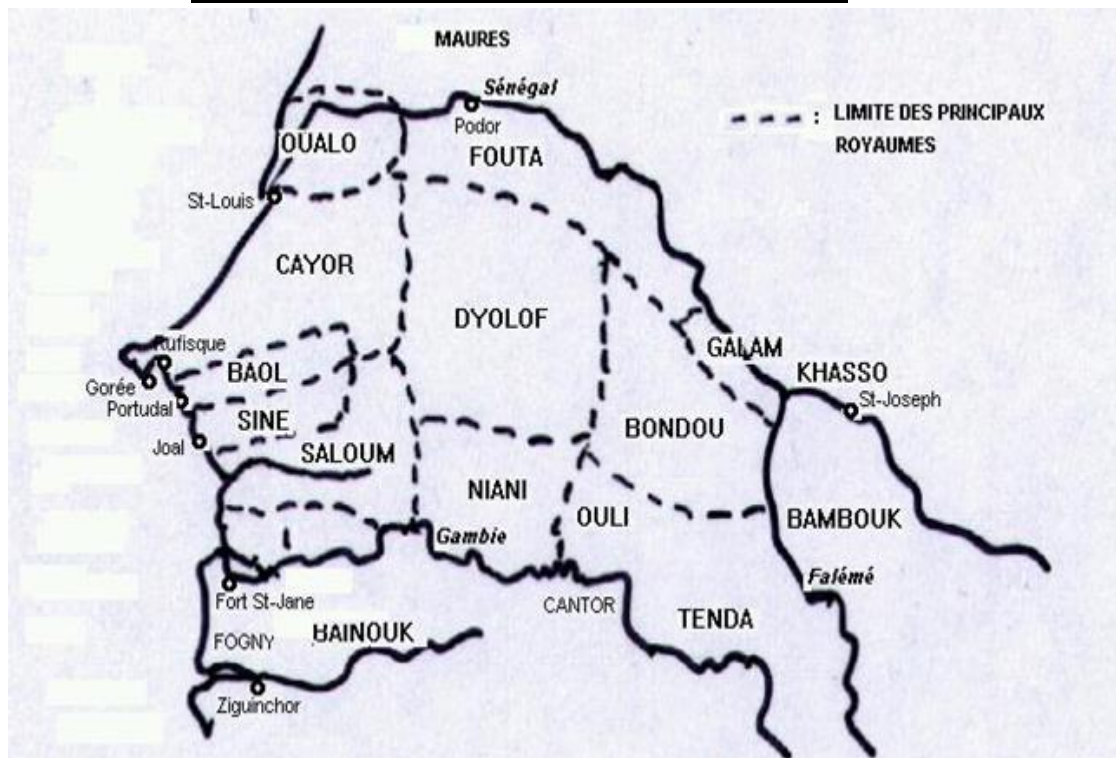 MAURES
Sénégal
: LIMITE DES PRINCIPAUX
ROYAUMES
Podor
OUALO
FOUTA
St-Louis
CAYOR
DYOLOF
Rufisque
GALAM
BAOL
KHASSO
Gorée
Portudal
St-Joseph
SINE
BONDOU
Joal
SALOUM
NIANI
OULI
BAMBOUK
Gambie
Falémé
Fort St-Jane
CANTOR
TENDA
FOGNY
BAINOUK
Ziguinchor